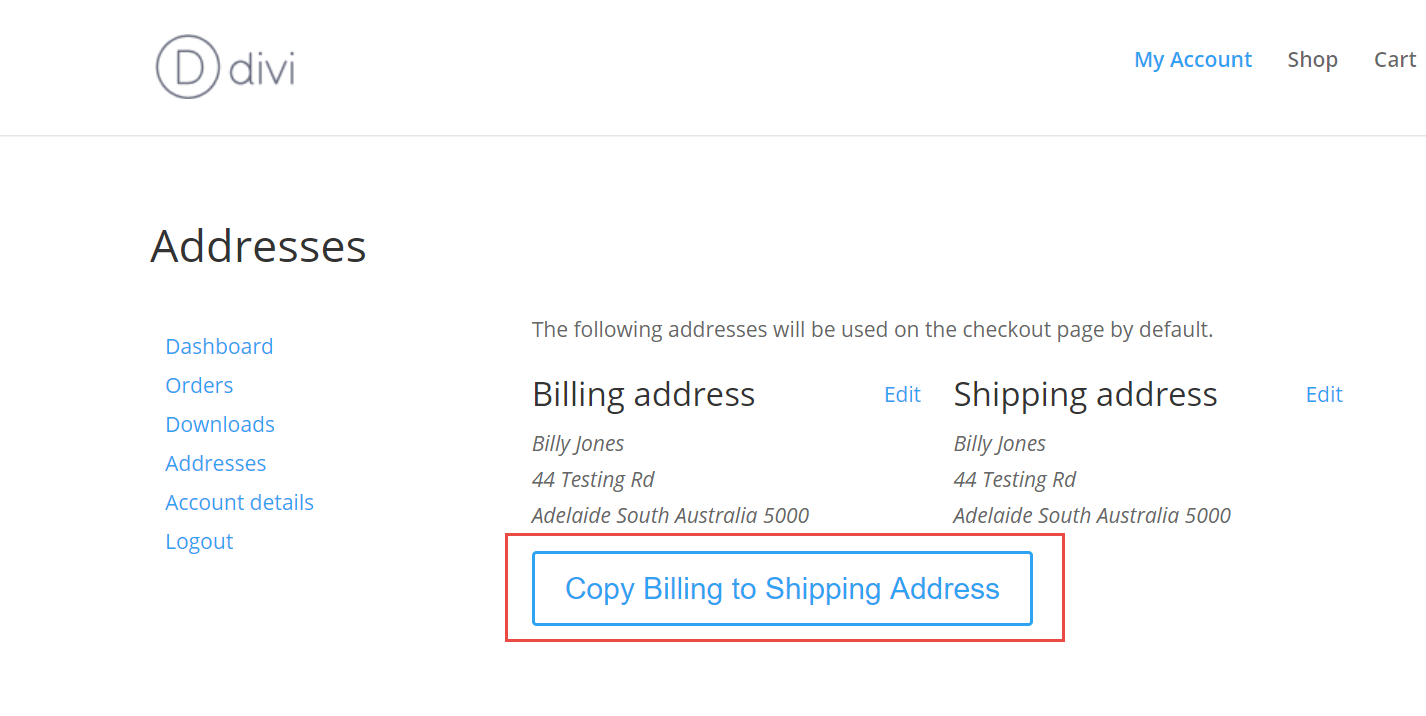 D divi
My Account Shop Cart
Addresses
Dashboard
Orders
Downloads
Addresses
Account details
Logout
The following addresses will be used on the checkout page by default.
Billing address Edit
Billy Jones
44 Testing Rd
Adelaide South Australia 5000
Shipping address Edit
Billy Jones
44 Testing Rd
Adelaide South Australia 5000
Copy Billing to Shipping Address